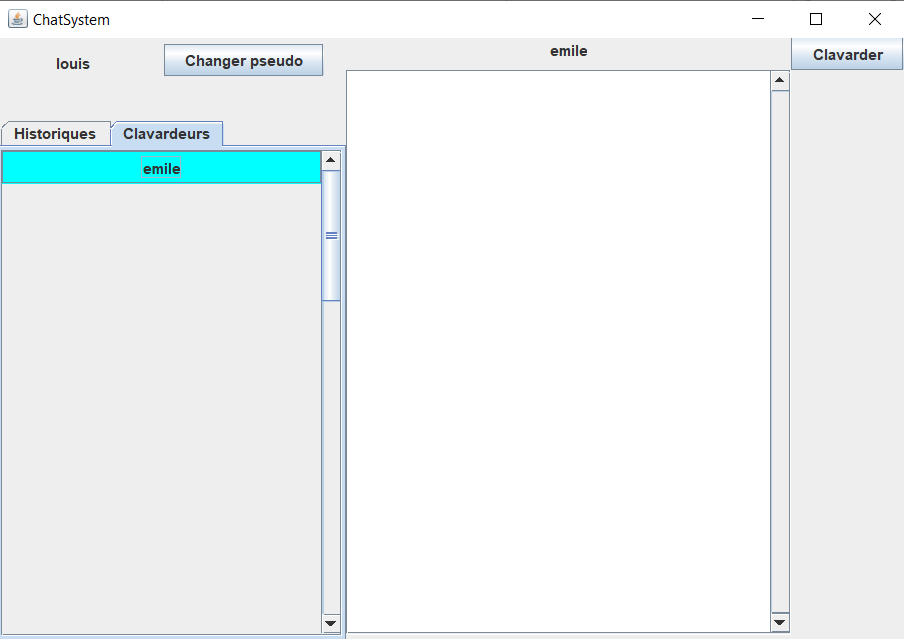 ChatSystem
louis
Changer pseudo
emile
Clavarder
Historiques
Clavardeurs
emile